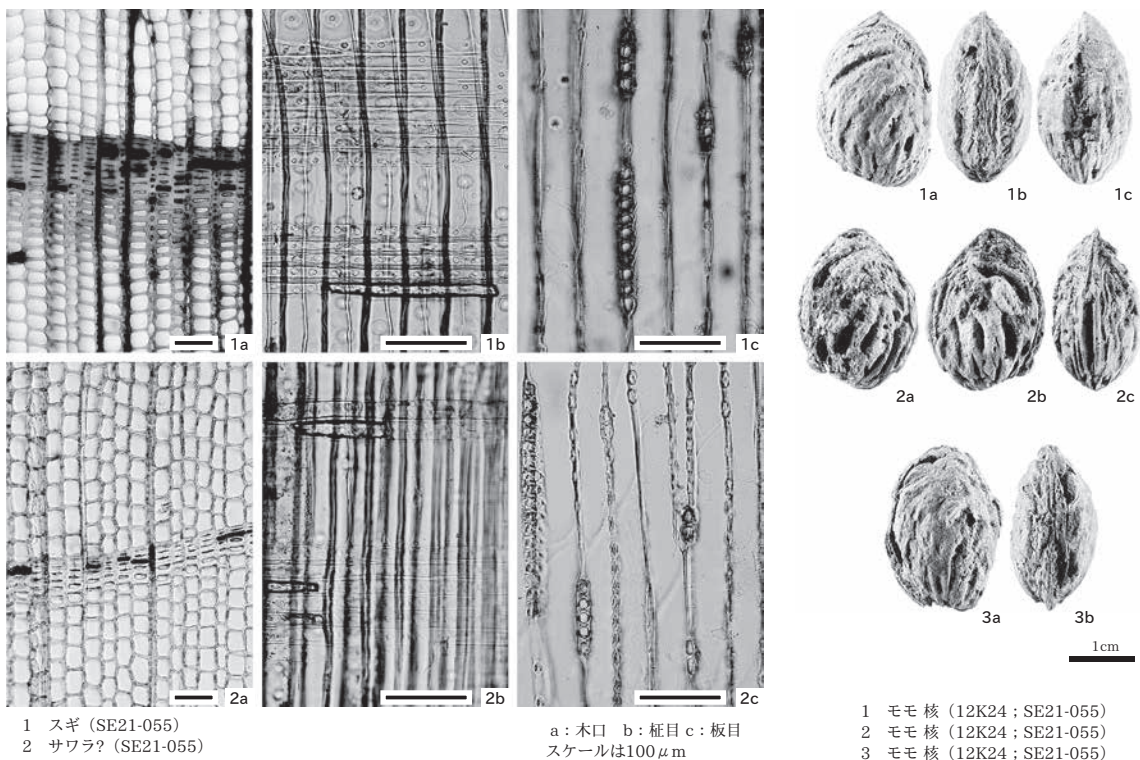 1a
1b
1c
2a
2b
2c
1 スギ（SE21-055）
2 サワラ?（SE21-055）
a：木口 b：柾目 c：板目
スケールは100μm
1a
1b
1c
2a
2b
2c
3a
3b
1cm
1 モモ 核（12K24；SE21-055）
2 モモ 核（12K24；SE21-055）
3 モモ 核（12K24；SE21-055）